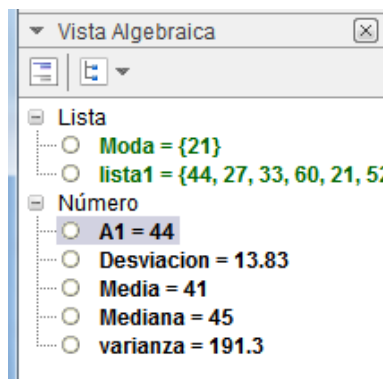 Vista Algebraica
Lista
Moda = {21}
lista1 = {44, 27, 33, 60, 21, 52
Número
A1 = 44
Desviacion = 13.83
Media = 41
Mediana = 45
varianza = 191.3